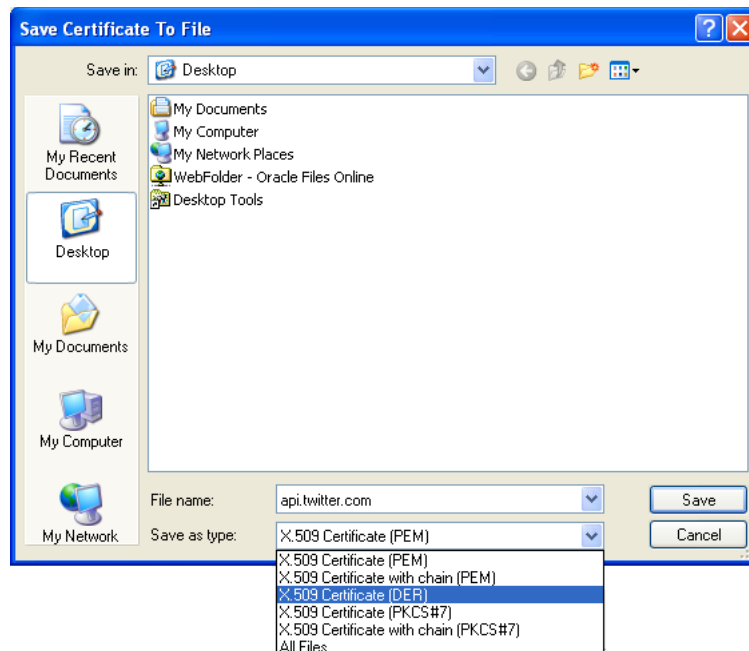 Save Certificate To File
Save in:
Desktop
My Recent
Documents
Desktop
My Documents
My Computer
My Network
My Documents
My Computer
My Network Places
WebFolder - Oracle Files Online
Desktop Tools
File name:
api.twitter.com
Save
Save as type:
X.509 Certificate (PEM)
Cancel
X.509 Certificate (PEM)
X.509 Certificate with chain (PEM)
X.509 Certificate (DER)
X.509 Certificate (PKCS#7)
X.509 Certificate with chain (PKCS#7)
All Files